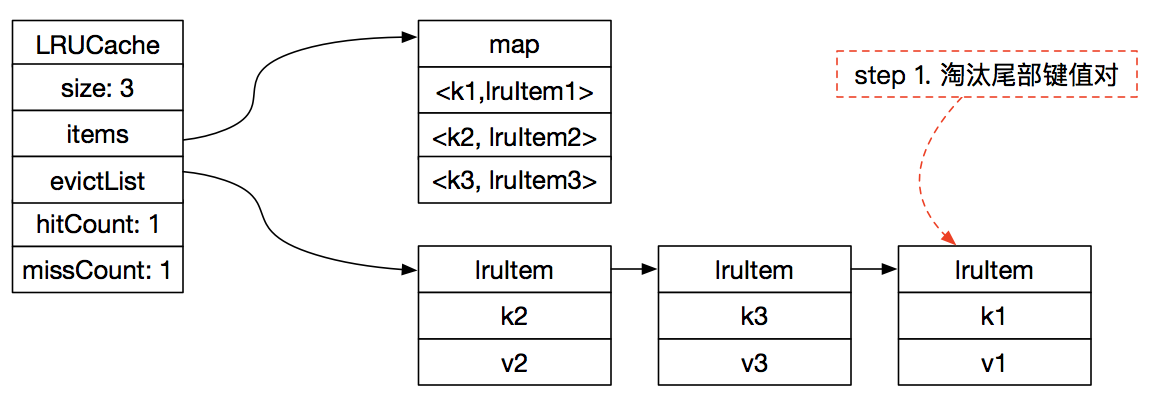 LRUCache
size: 3
items
evictList
hitCount: 1
missCount: 1
map
<k1,lruItem1>
<k2, lruItem2>
<k3, lruItem3>
step 1. 淘汰尾部键值对
lruItem
k2
v2
lruItem
k3
v3
lruItem
k1
v1